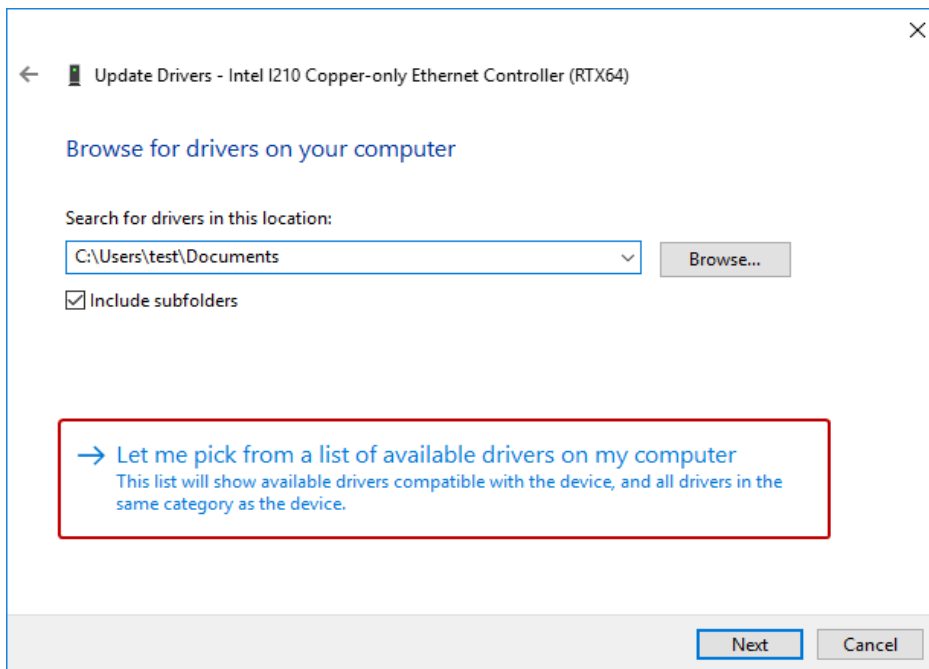 Update Drivers - Intel I210 Copper-only Ethernet Controller (RTX64)
Browse for drivers on your computer
Search for drivers in this location:
C:\Users\test\Documents
Browse...
Include subfolders
Let me pick from a list of available drivers on my computer
This list will show available drivers compatible with the device, and all drivers in the
same category as the device.
Next
Cancel